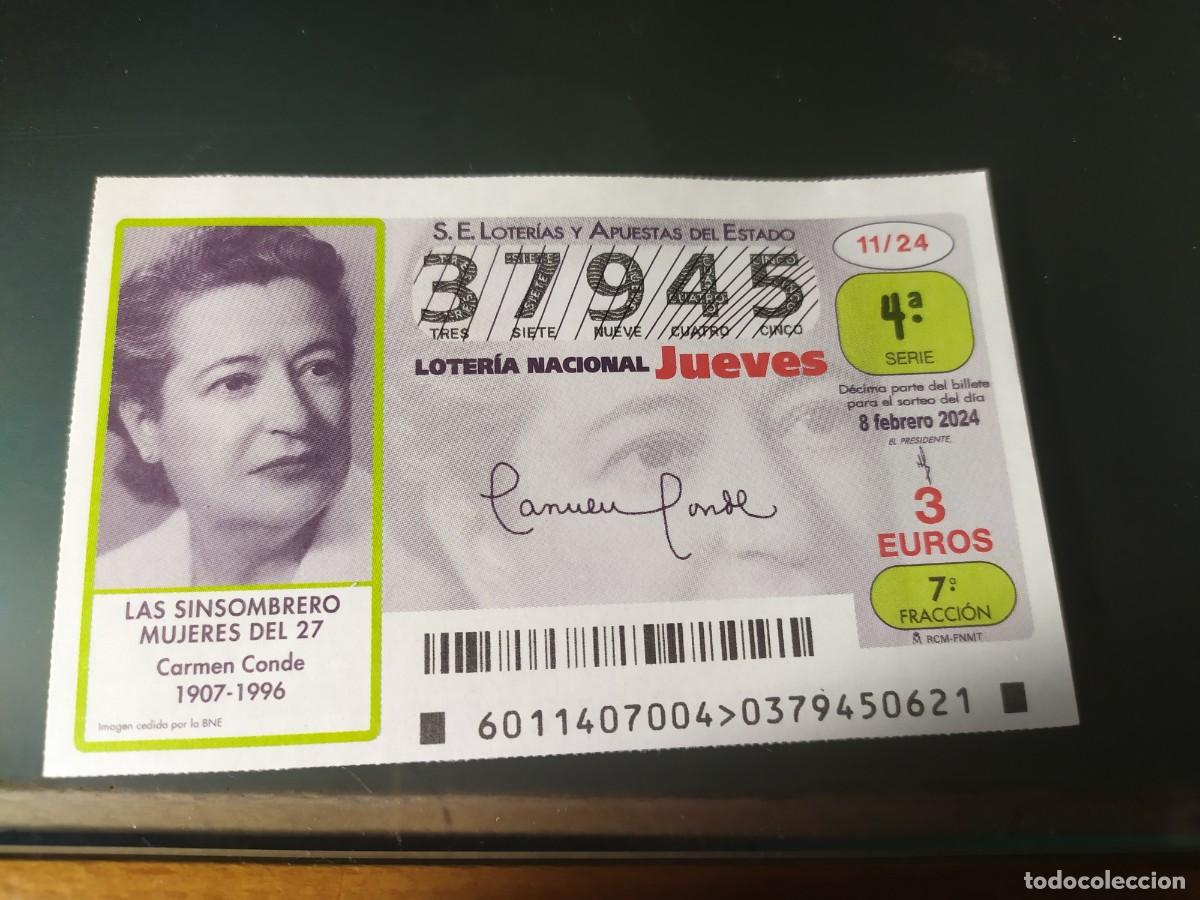 S.E. LOTERÍAS Y APUESTAS DEL ESTADO
37945
TRES SIETE NUEVE CUATRO CINCO
LOTERÍA NACIONAL Jueves
11/24
4ª
SERIE
Décima parte del billete
para el sorteo del día
8 febrero 2024
EL PRESIDENTE,
3
EUROS
7ª
FRACCIÓN
RCM-FNMT
Carmen Conde
LAS SINSOMBRERO
MUJERES DEL 27
Carmen Conde
1907-1996
Imagen cedida por la BNE
6011407004>0379450621
todocoleccion